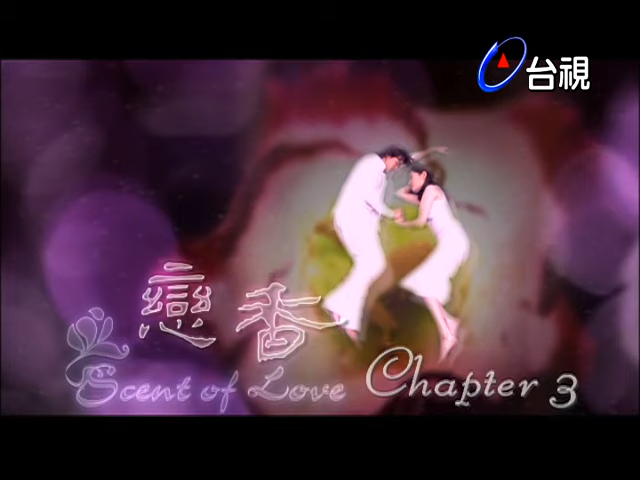 台視
戀香
Scent of Love Chapter 3